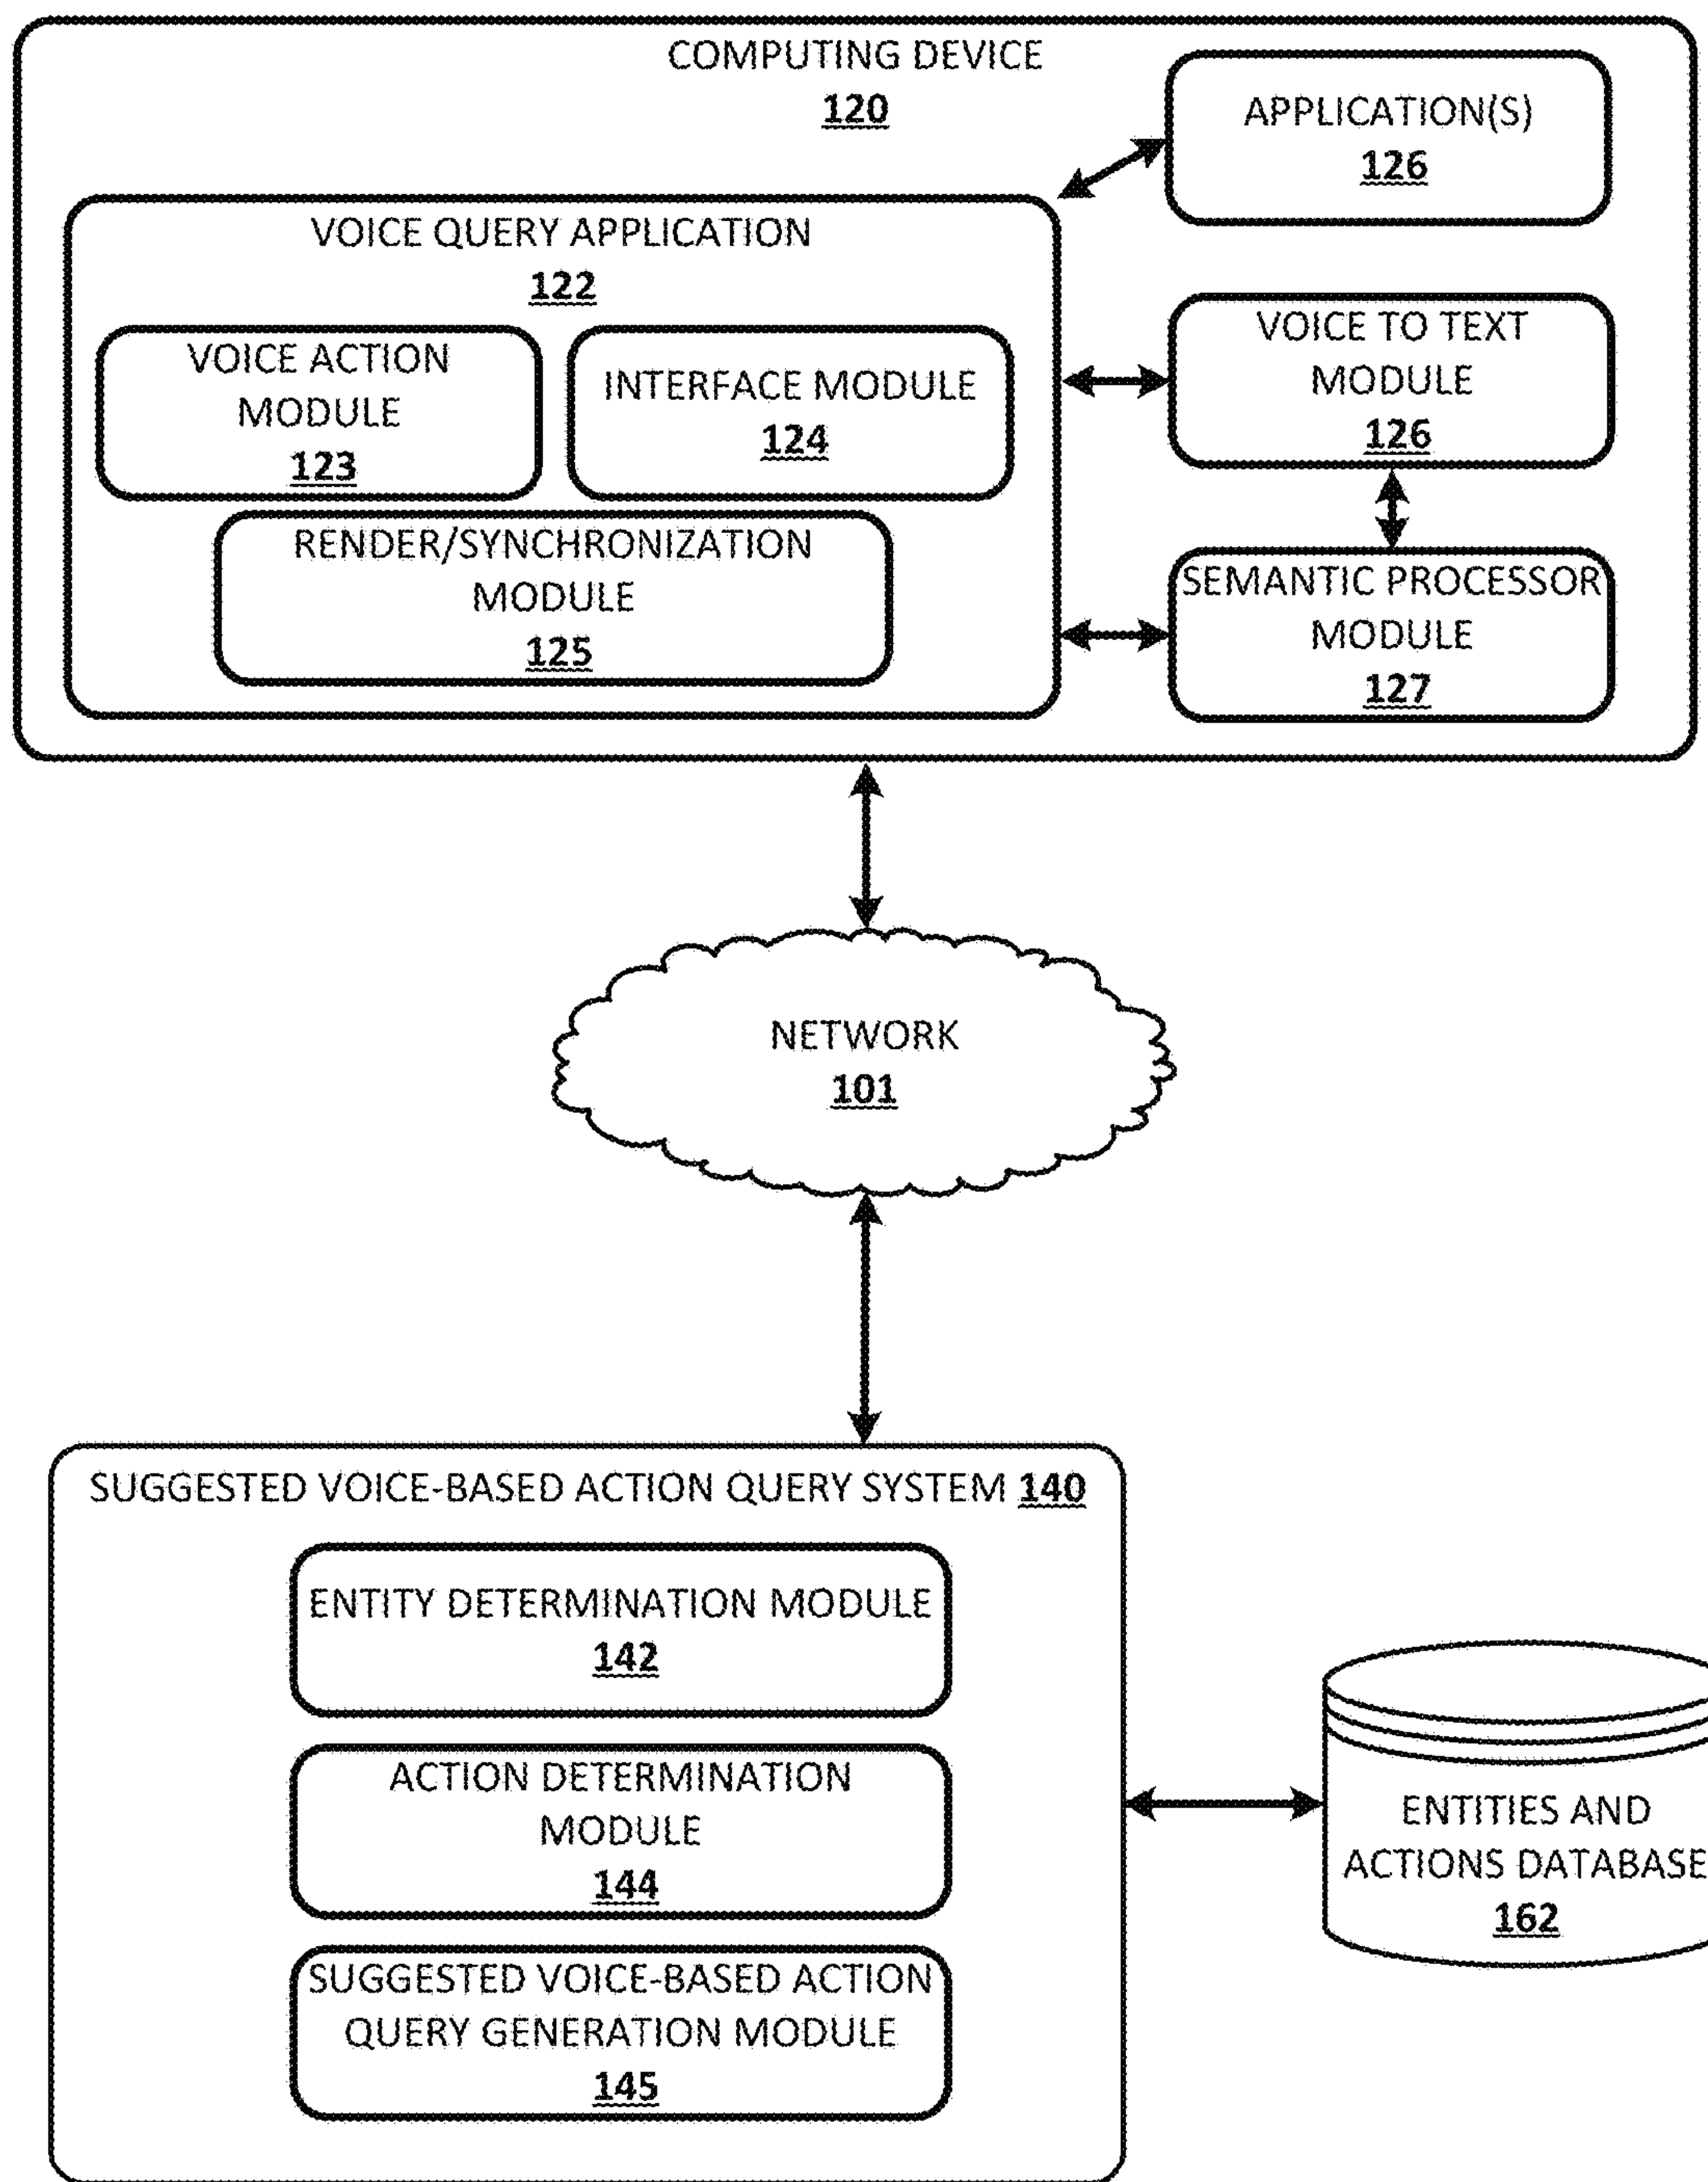 COMPUTING DEVICE
120
APPLICATION(S)
126
VOICE QUERY APPLICATION
122
VOICE ACTION
MODULE
123
INTERFACE MODULE
124
RENDER/SYNCHRONIZATION
MODULE
125
VOICE TO TEXT
MODULE
126
SEMANTIC PROCESSOR
MODULE
127
NETWORK
101
SUGGESTED VOICE-BASED ACTION QUERY SYSTEM 140
ENTITY DETERMINATION MODULE
142
ACTION DETERMINATION
MODULE
144
SUGGESTED VOICE-BASED ACTION
QUERY GENERATION MODULE
145
ENTITIES AND
ACTIONS DATABASE
162